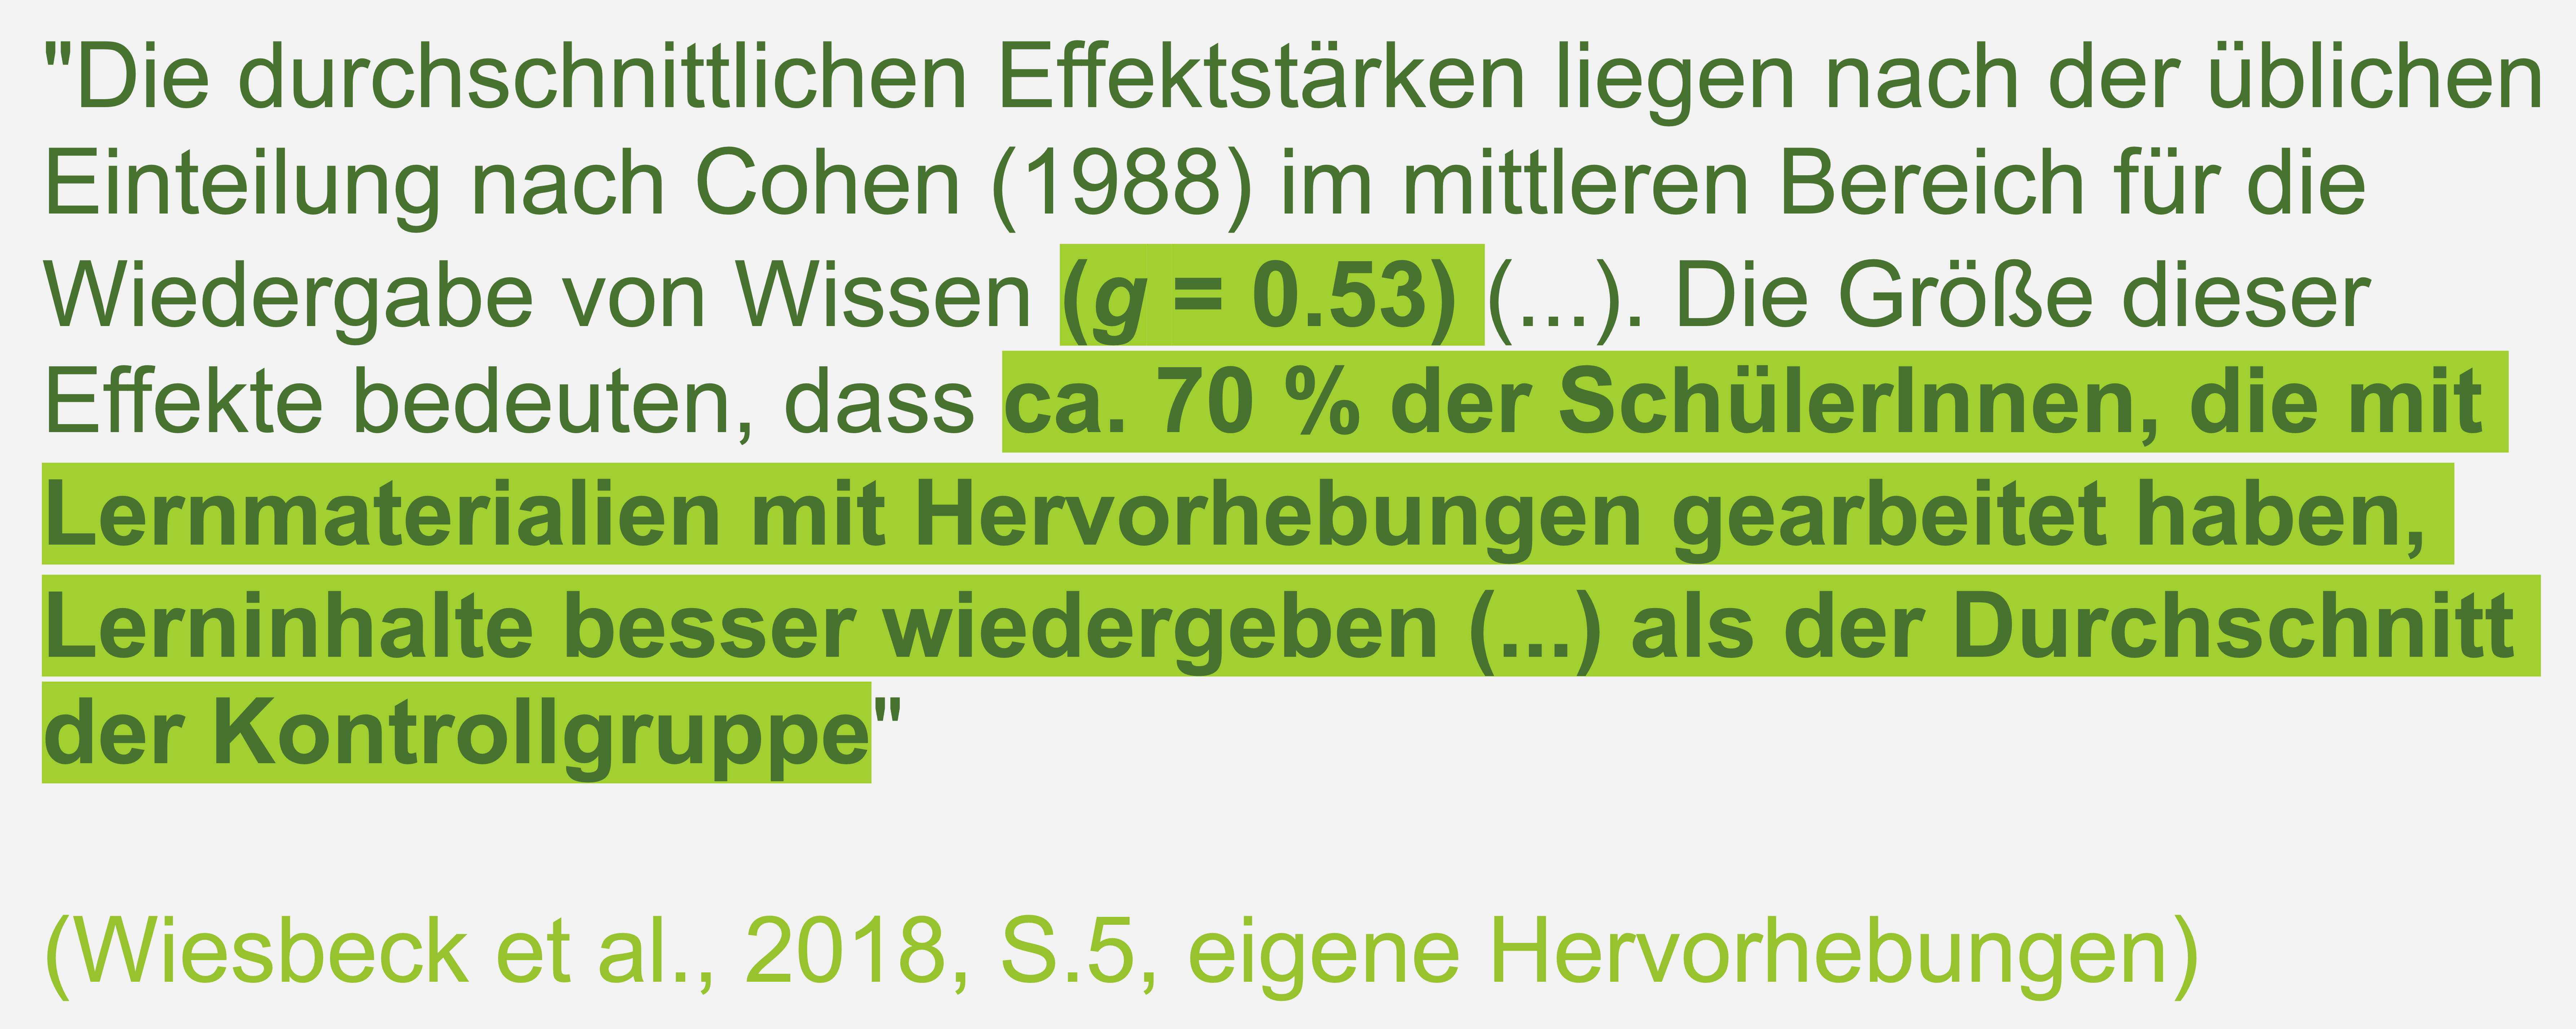 "Die durchschnittlichen Effektstärken liegen nach der üblichen
Einteilung nach Cohen (1988) im mittleren Bereich für die
Wiedergabe von Wissen (g = 0.53) (...). Die Größe dieser
Effekte bedeuten, dass ca. 70 % der SchülerInnen, die mit
Lernmaterialien mit Hervorhebungen gearbeitet haben,
Lerninhalte besser wiedergeben (...) als der Durchschnitt
der Kontrollgruppe"
(Wiesbeck et al., 2018, S.5, eigene Hervorhebungen)